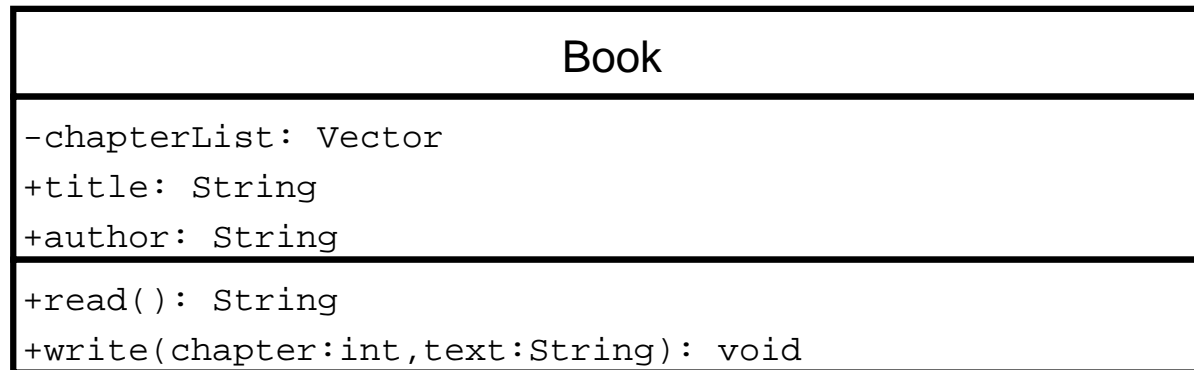 Book
-chapterList: Vector
+title: String
+author: String
+read(): String
+write(chapter:int,text:String): void